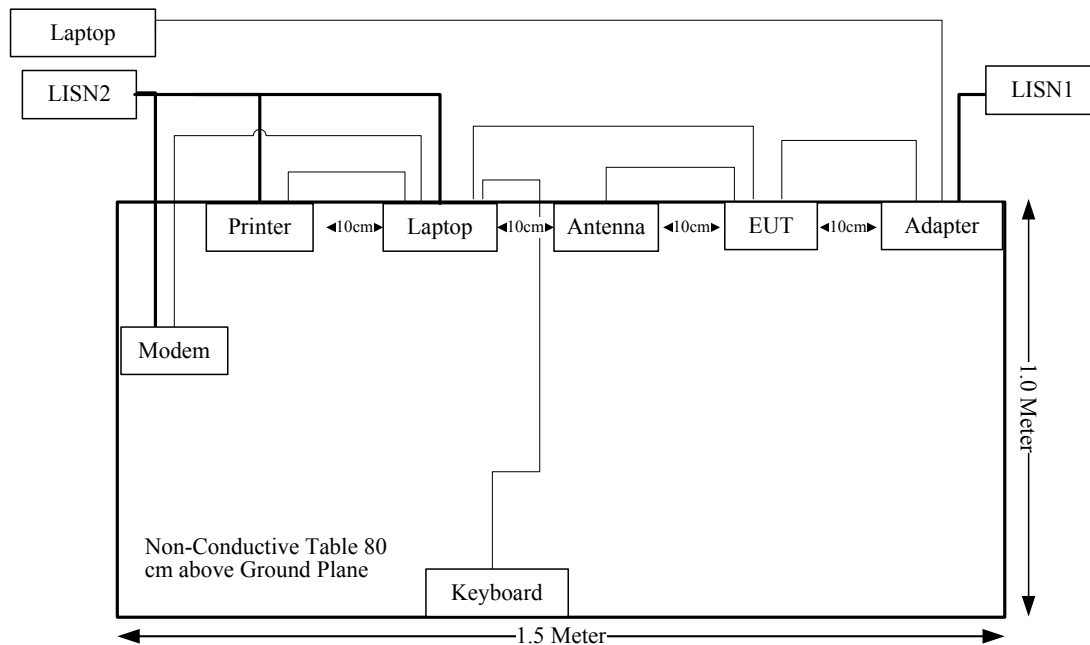 Laptop
LISN2
LISN1
Printer
10cm
Laptop
10cm
Antenna
10cm
EUT
10cm
Adapter
Modem
1.0 Meter
Non-Conductive Table 80
cm above Ground Plane
Keyboard
1.5 Meter